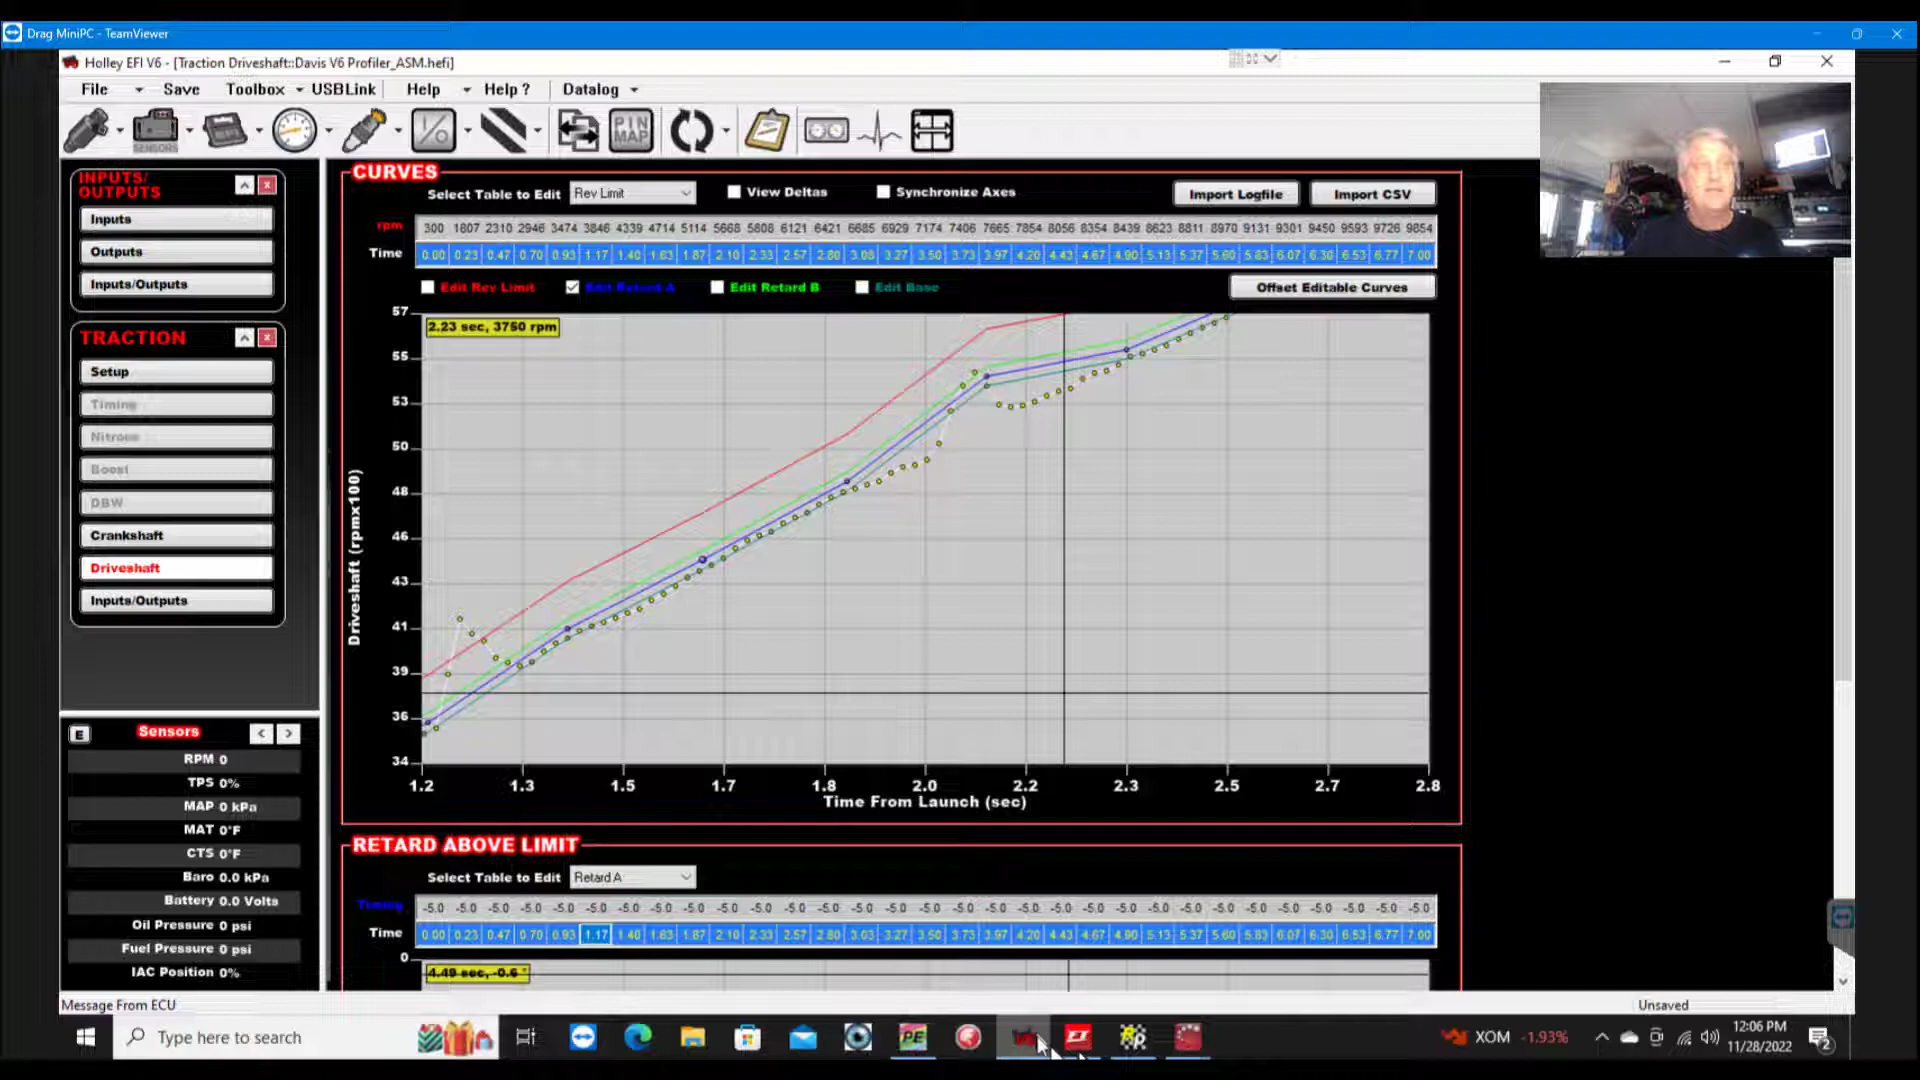 Drag MiniPC - TeamViewer
Holley EFI V6 - [Traction Driveshaft::Davis V6 Profiler_ASM.hefi]
File Save Toolbox USBLink Help Help ? Datalog
SENSORS I/O PIN MAP
INPUTS/
OUTPUTS
Inputs
Outputs
Inputs/Outputs
TRACTION
Setup
Timing
Nitrous
Boost
DBW
Crankshaft
Driveshaft
Inputs/Outputs
E Sensors < >
RPM 0
TPS 0%
MAP 0 kPa
MAT 0°F
CTS 0°F
Baro 0.0 kPa
Battery 0.0 Volts
Oil Pressure 0 psi
Fuel Pressure 0 psi
IAC Position 0%
CURVES
Select Table to Edit Rev Limit View Deltas Synchronize Axes Import Logfile Import CSV
rpm 300 1807 2310 2946 3474 3846 4339 4714 5114 5668 5808 6121 6421 6685 6929 7174 7406 7665 7854 8056 8354 8439 8623 8811 8970 9131 9301 9450 9593 9726 9854
Time 0.00 0.23 0.47 0.70 0.93 1.17 1.40 1.63 1.87 2.10 2.33 2.57 2.80 3.03 3.27 3.50 3.73 3.97 4.20 4.43 4.67 4.90 5.13 5.37 5.60 5.83 6.07 6.30 6.53 6.77 7.00
Edit Rev Limit Edit Retard A Edit Retard B Edit Base Offset Editable Curves
2.23 sec, 3750 rpm
57
55
53
50
48
46
43
41
39
36
34
Driveshaft (rpmx100)
1.2 1.3 1.5 1.7 1.8 2.0 2.2 2.3 2.5 2.7 2.8
Time From Launch (sec)
RETARD ABOVE LIMIT
Select Table to Edit Retard A
Timing -5.0 -5.0 -5.0 -5.0 -5.0 -5.0 -5.0 -5.0 -5.0 -5.0 -5.0 -5.0 -5.0 -5.0 -5.0 -5.0 -5.0 -5.0 -5.0 -5.0 -5.0 -5.0 -5.0 -5.0 -5.0 -5.0 -5.0 -5.0 -5.0 -5.0 -5.0
Time 0.00 0.23 0.47 0.70 0.93 1.17 1.40 1.63 1.87 2.10 2.33 2.57 2.80 3.03 3.27 3.50 3.73 3.97 4.20 4.43 4.67 4.90 5.13 5.37 5.60 5.83 6.07 6.30 6.53 6.77 7.00
0
4.49 sec, -0.6 °
Message From ECU Unsaved
Type here to search
PE
XOM -1.93%
12:06 PM
11/28/2022
2